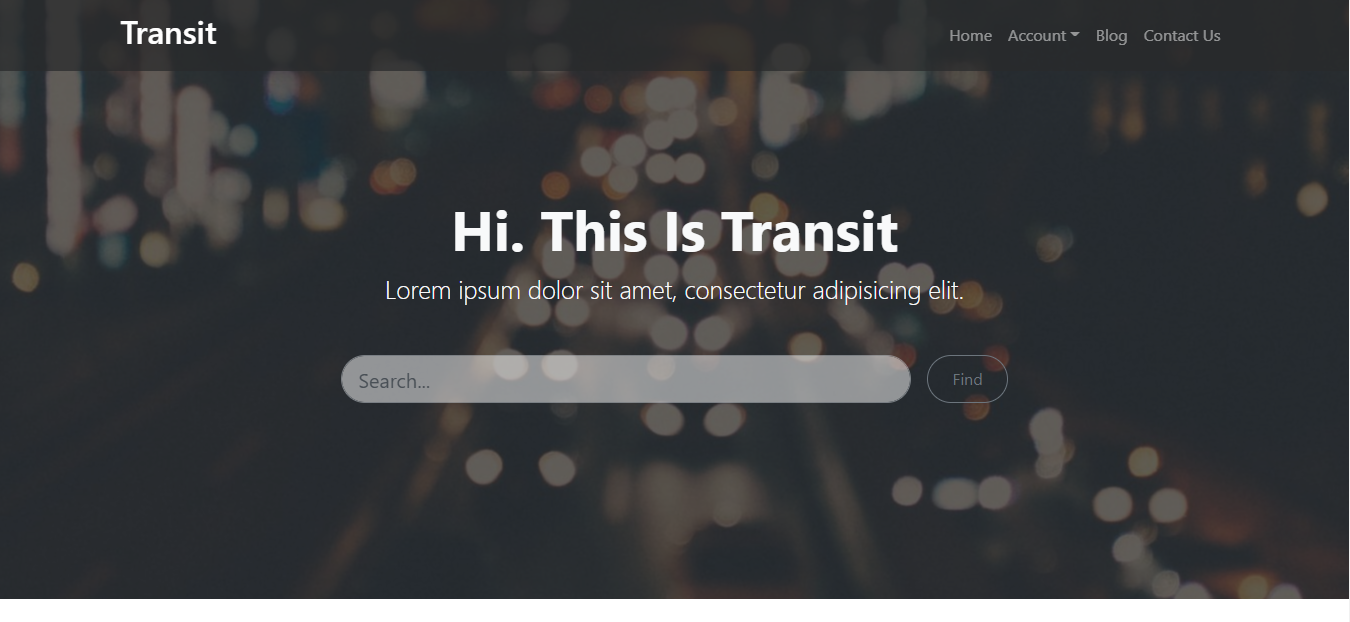 Transit
Home
Account
Blog
Contact Us
Hi. This Is Transit
Lorem ipsum dolor sit amet, consectetur adipisicing elit.
Search...
Find